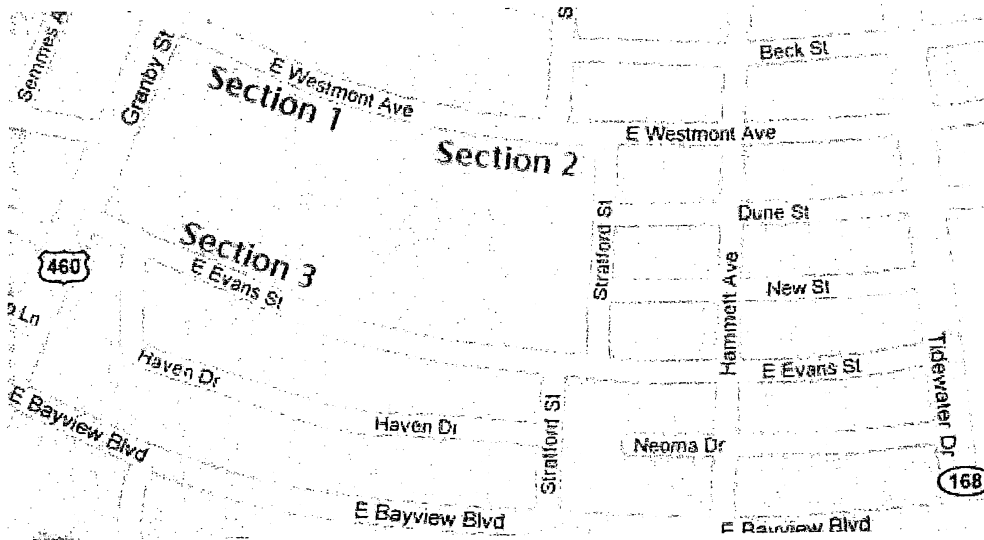 S
Semmes A
Granby St
E Westmont Ave
Beck St
Section 1
E Westmont Ave
Section 2
Dune St
Stratford St
Section 3
E Evans St
460
New St
Hammett Ave
Ln
Tidewater Dr
Haven Dr
E Evans St
E Bayview Blvd
Haven Dr
Stratford St
Neoma Dr
168
E Bayview Blvd
E Bayview Blvd